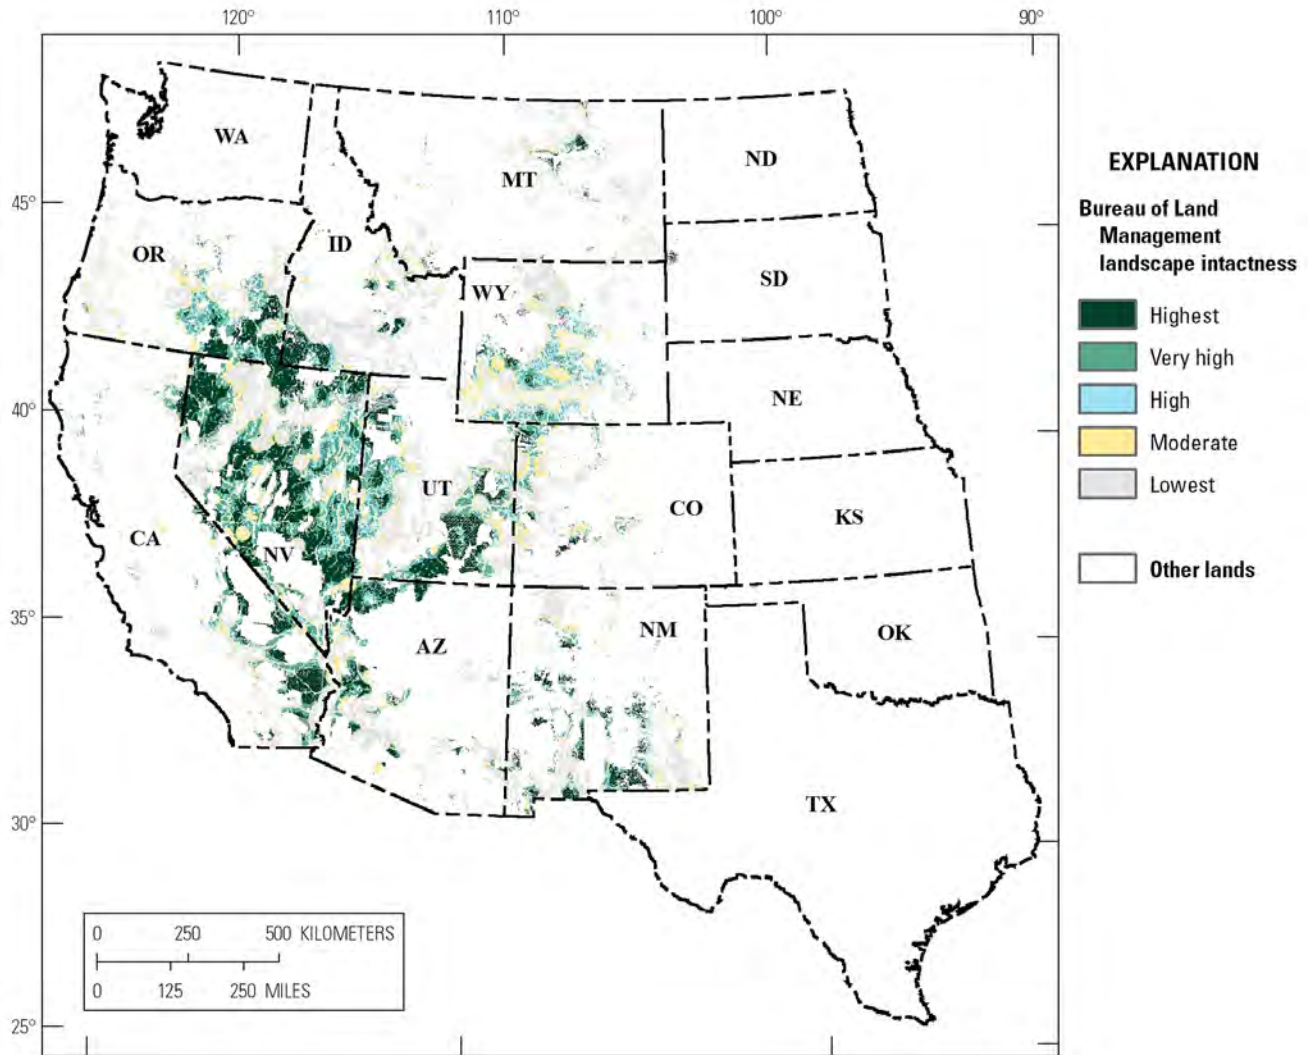 120°
110°
100°
90°
45°
40°
35°
30°
25°
WA
MT
ND
OR
ID
WY
SD
NE
UT
CO
KS
CA
NV
AZ
NM
OK
TX
0 250 500 KILOMETERS
0 125 250 MILES
EXPLANATION
Bureau of Land
Management
landscape intactness
Highest
Very high
High
Moderate
Lowest
Other lands